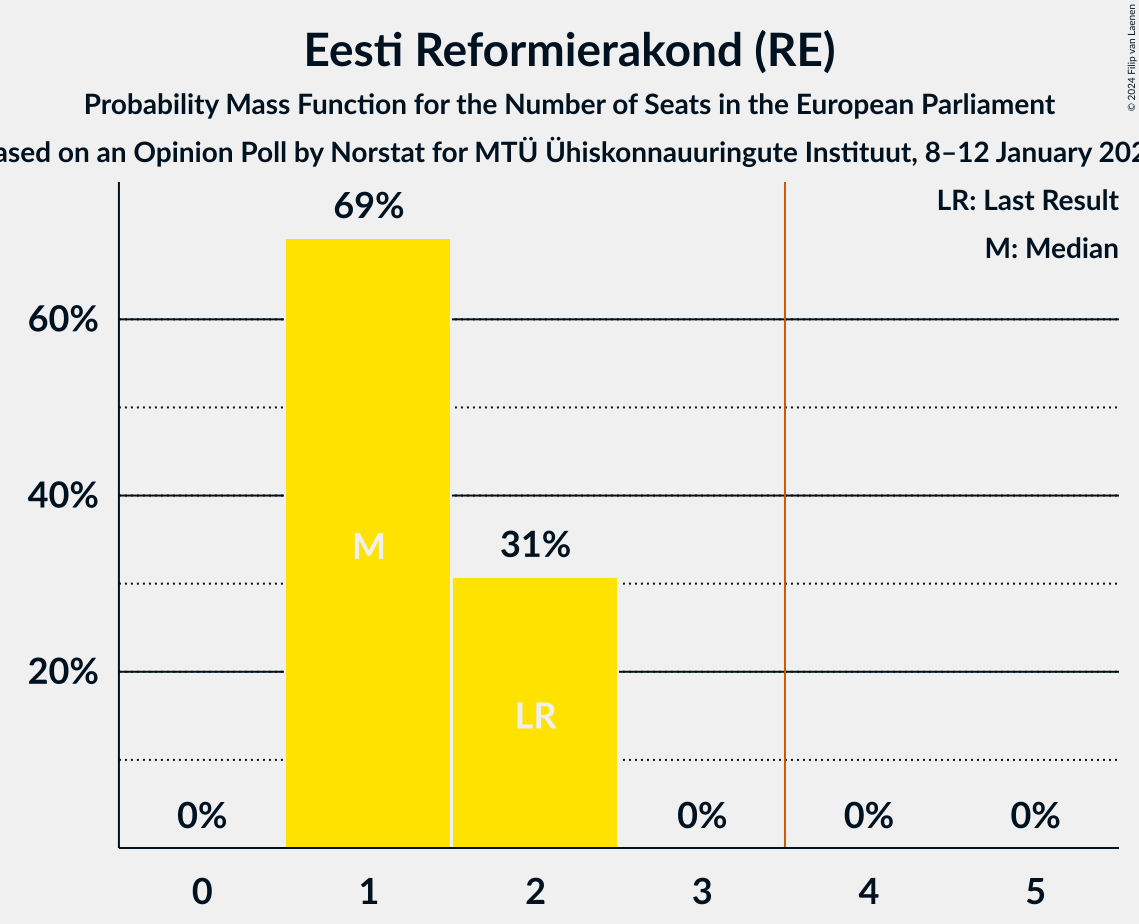 Eesti Reformierakond (RE)
Probability Mass Function for the Number of Seats in the European Parliament
on an Opinion Poll by Norstat for MTÜ Ühiskonnauuringute Instituut, 8–12 January
© 2024 Filip van Laenen
LR: Last Result
M: Median
69%
60%
40%
31%
M
20%
LR
0%
0%
0%
0%
0
1
2
3
4
5